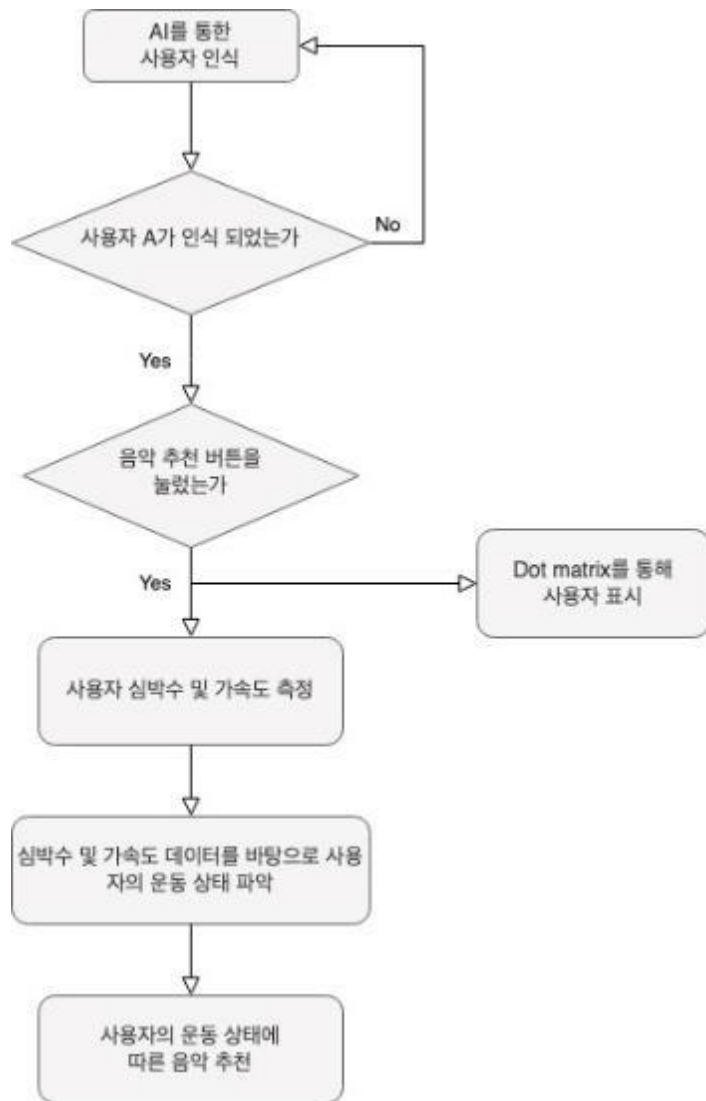 AI를 통한
사용자 인식
사용자 A가 인식 되었는가
No
Yes
음악 추천 버튼을
눌렀는가
Yes
Dot matrix를 통해
사용자 표시
사용자 심박수 및 가속도 측정
심박수 및 가속도 데이터를 바탕으로 사용
자의 운동 상태 파악
사용자의 운동 상태에
따른 음악 추천